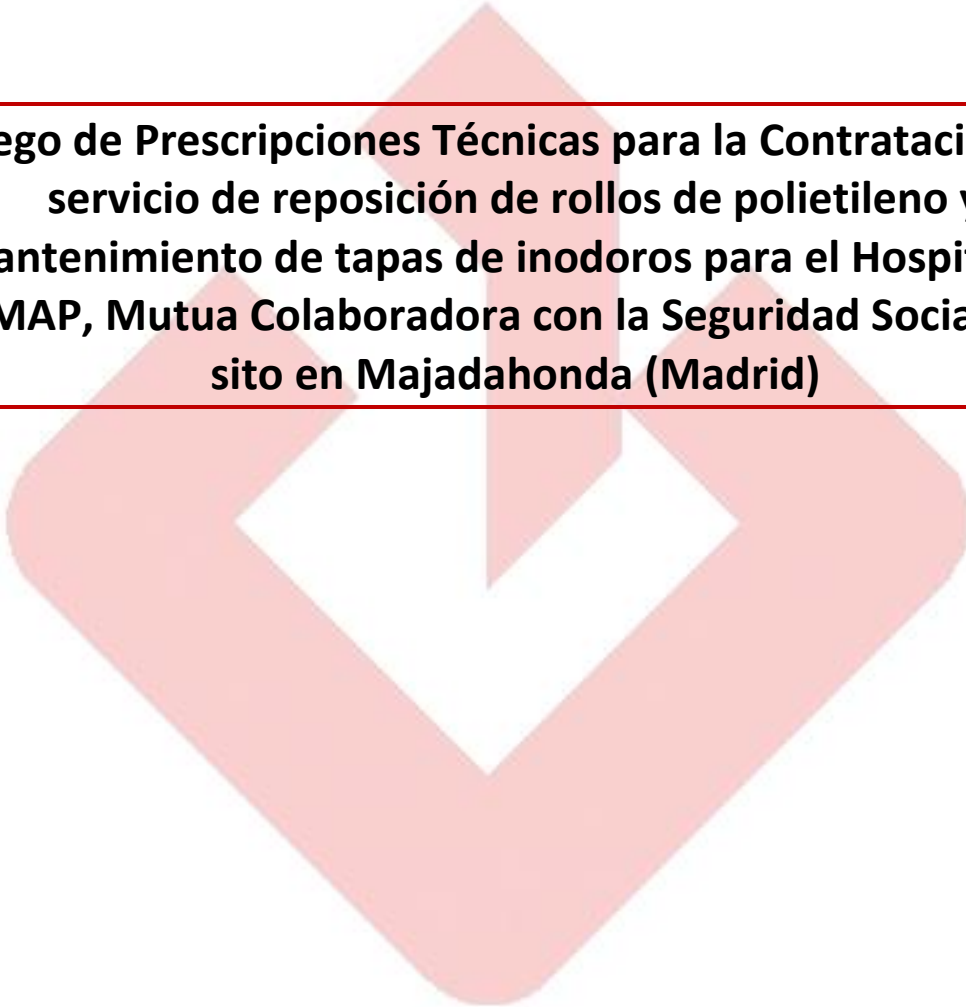 ego de Prescripciones Técnicas para la Contrataci
servicio de reposición de rollos de polietileno y
antenimiento de tapas de inodoros para el Hospit
MAP, Mutua Colaboradora con la Seguridad Socia
sito en Majadahonda (Madrid)